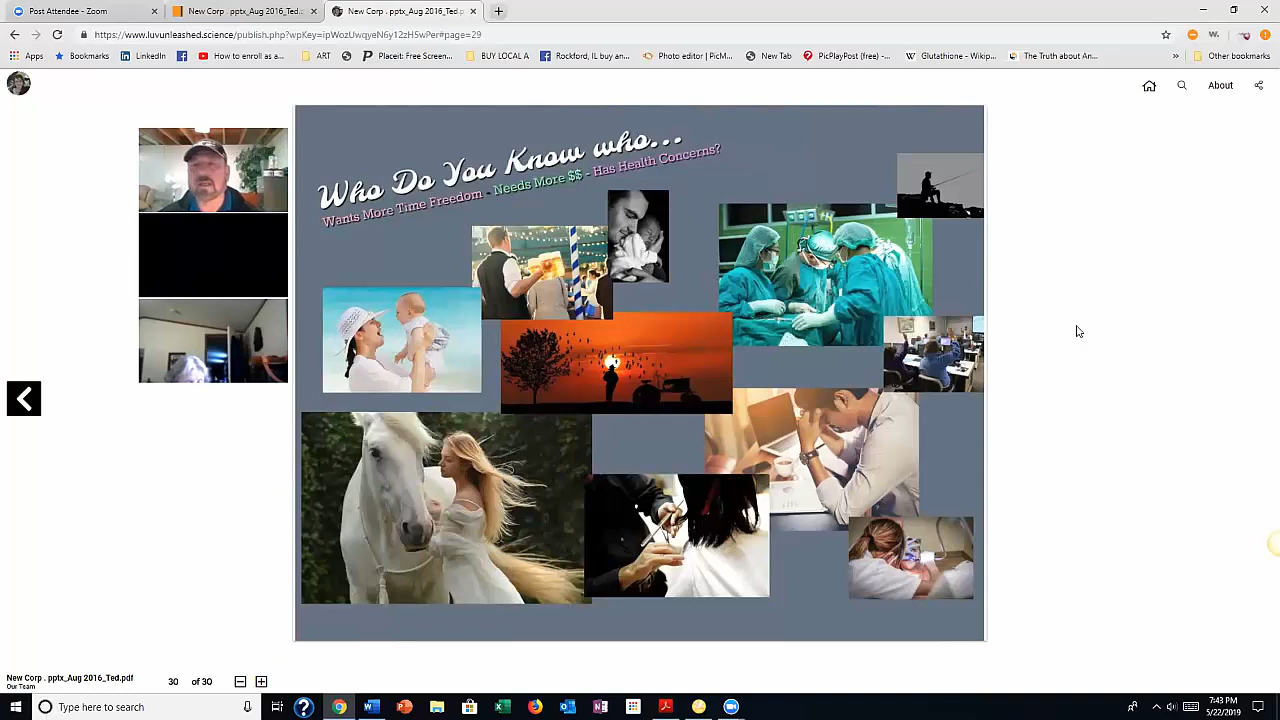 Post Attendee - Zoom
New Corp . pptx_Aug 2016_Ted.p
New Corp . pptx_Aug 2016_Ted.p
https://www.luvunleashed.science/publish.php?wpKey=ipWozUwqyeN6y12zH5wPer#page=29
Apps
Bookmarks
LinkedIn
How to enroll as a...
ART
Placeit: Free Screen...
BUY LOCAL A
Rockford, IL buy an...
Photo editor | PicM...
New Tab
PicPlayPost (free) -...
Glutathione - Wikip...
The Truth about An...
»
Other bookmarks
About
Who Do You Know who...
Wants More Time Freedom - Needs More $$ - Has Health Concerns?
New Corp . pptx_Aug 2016_Ted.pdf
Our Team
30 of 30
Type here to search
7:43 PM
5/22/2019